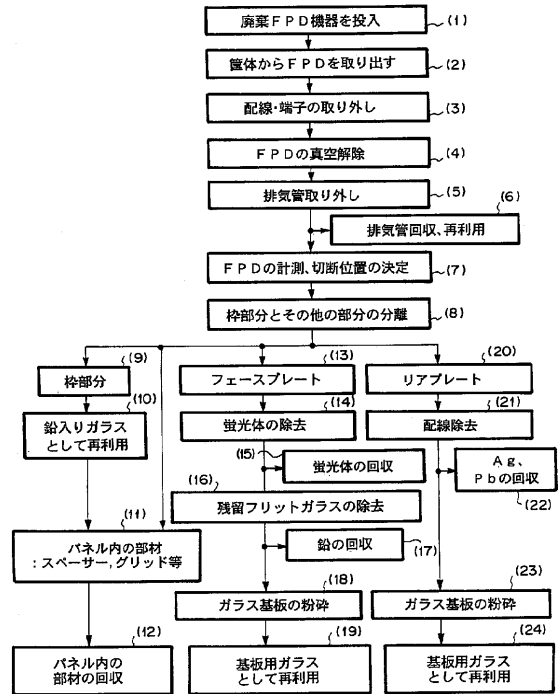 廃棄FPD機器を投入
(1)
筐体からFPDを取り出す
(2)
配線・端子の取り外し
(3)
FPDの真空解除
(4)
排気管取り外し
(5)
(6)
排気管回収、再利用
FPDの計測、切断位置の決定
(7)
枠部分とその他の部分の分離
(8)
(9)
枠部分
(10)
鉛入りガラス
として再利用
(11)
パネル内の部材
:スペーサー,グリッド等
(12)
パネル内の
部材の回収
(13)
フェースプレート
(14)
蛍光体の除去
(15)
蛍光体の回収
(16)
残留フリットガラスの除去
鉛の回収
(17)
(18)
ガラス基板の粉砕
(19)
基板用ガラス
として再利用
(20)
リアプレート
(21)
配線除去
Ag、
Pbの回収
(22)
(23)
ガラス基板の粉砕
(24)
基板用ガラス
として再利用